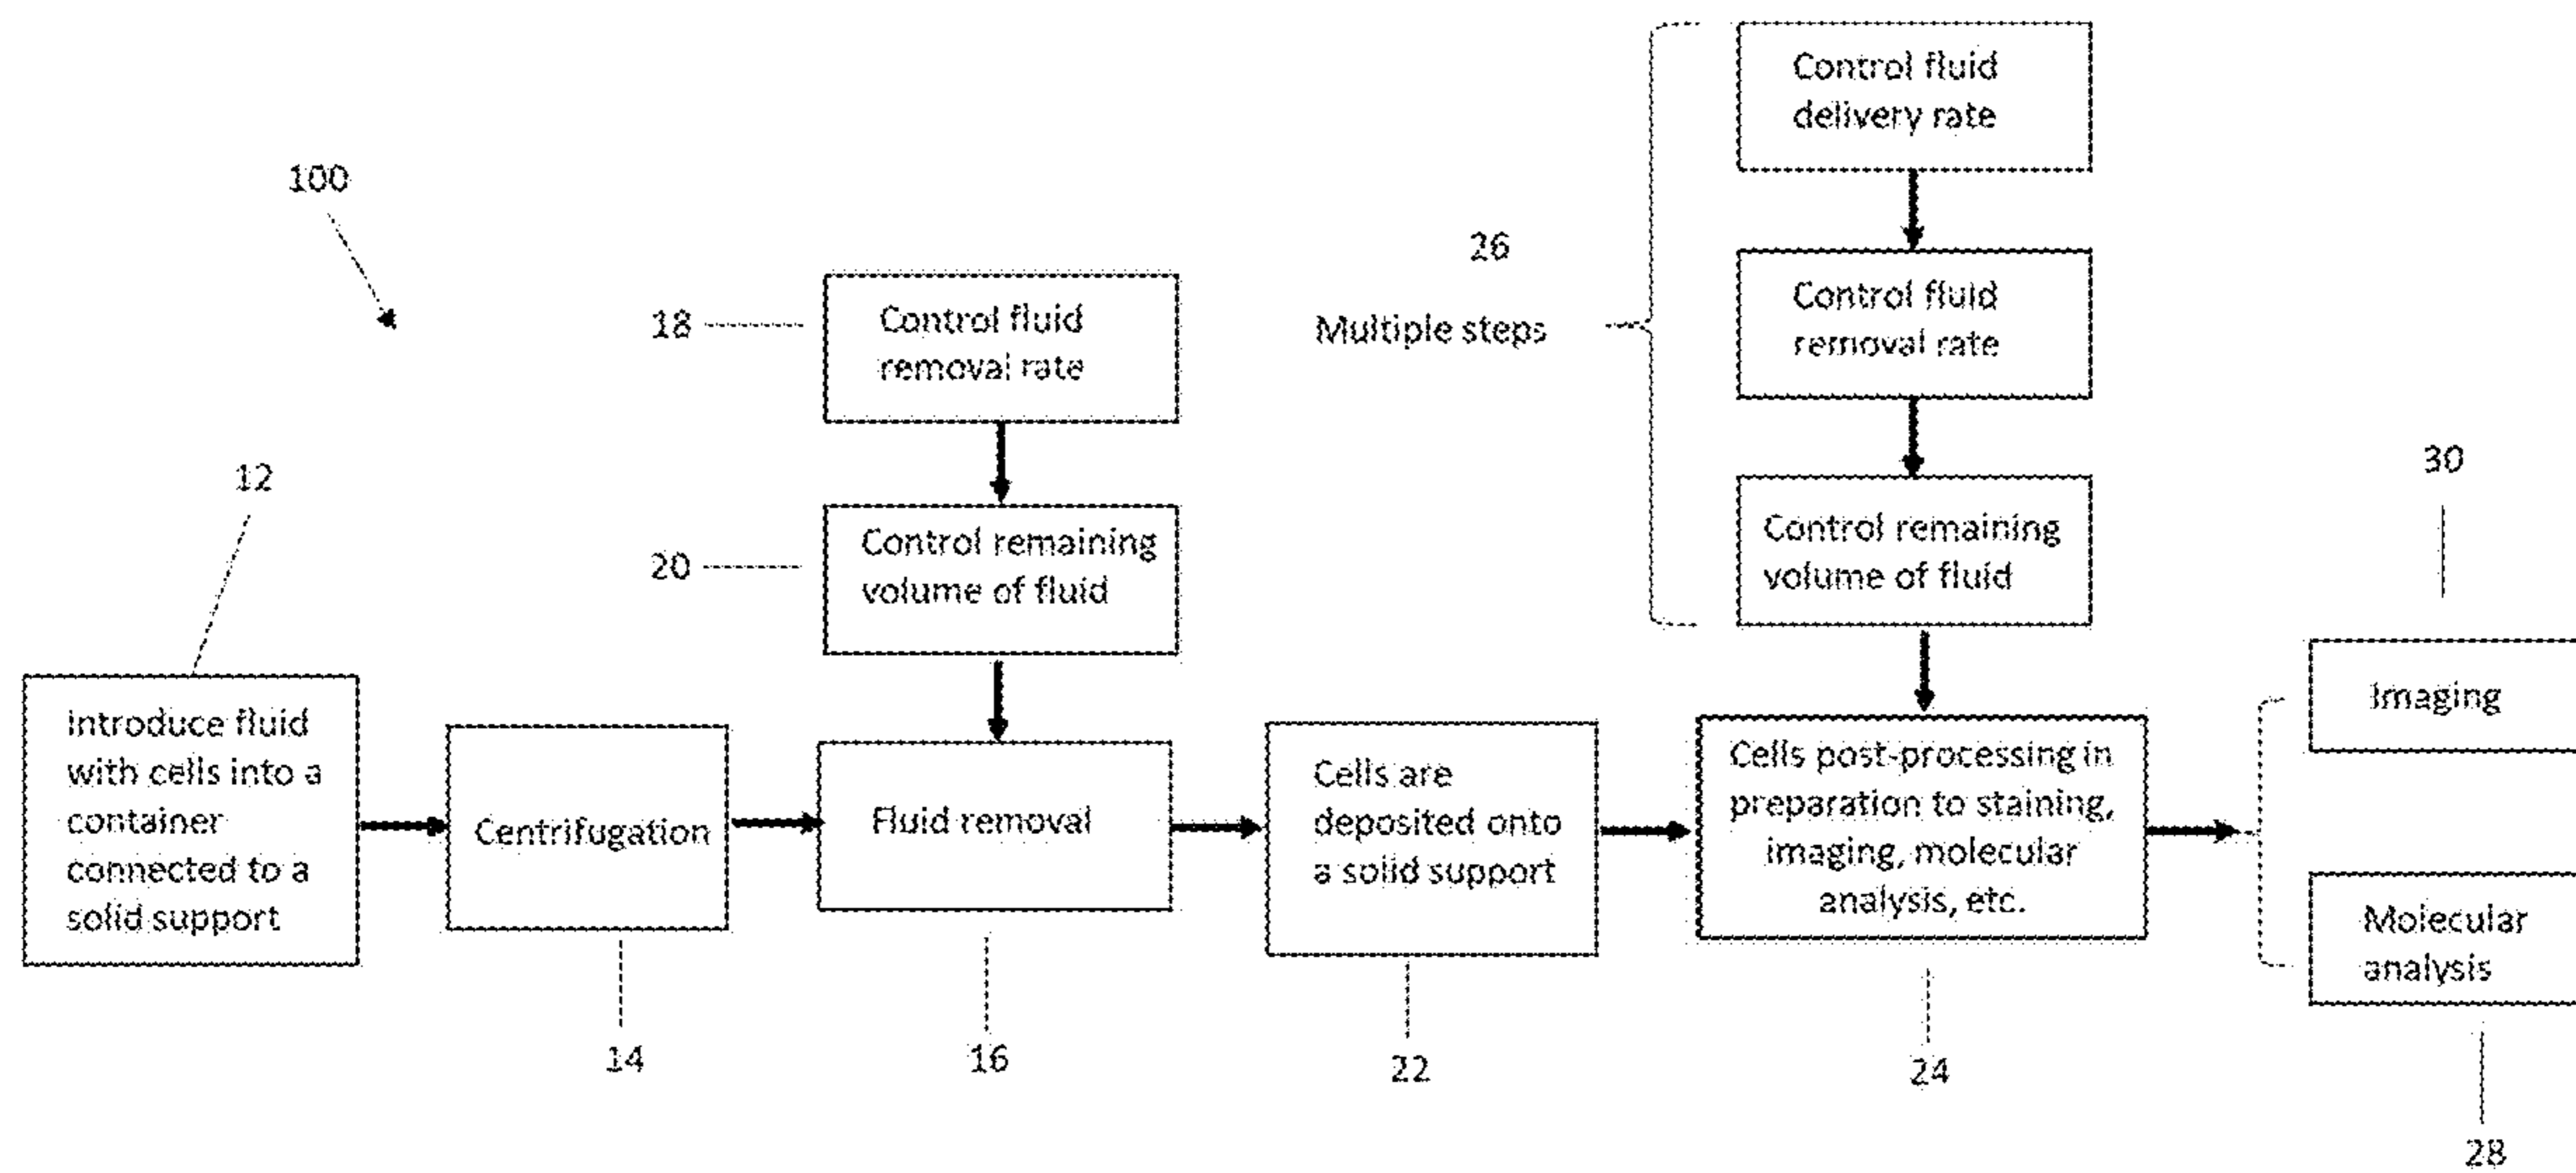 100
12
introduce fluid
with cells into a
container
connected to a
solid support
Centrifugation
14
18
Control fluid
removal rate
20
Control remaining
volume of fluid
Fluid removal
16
Cells are
deposited onto
a solid support
22
26
Multiple steps
Control fluid
delivery rate
Control fluid
removal rate
Control remaining
volume of fluid
Cells post-processing in
preparation to staining,
imaging, molecular
analysis, etc.
24
30
Imaging
Molecular
analysis
28